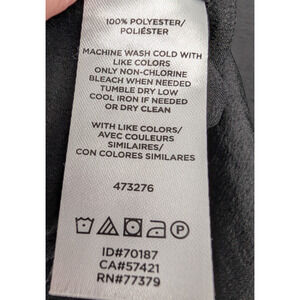 100% POLYESTER/
POLIÉSTER
MACHINE WASH COLD WITH
LIKE COLORS
ONLY NON-CHLORINE
BLEACH WHEN NEEDED
TUMBLE DRY LOW
COOL IRON IF NEEDED
OR DRY CLEAN
WITH LIKE COLORS/
AVEC COULEURS
SIMILAIRES/
CON COLORES SIMILARES
473276
P
ID#70187
CA#57421
RN#77379